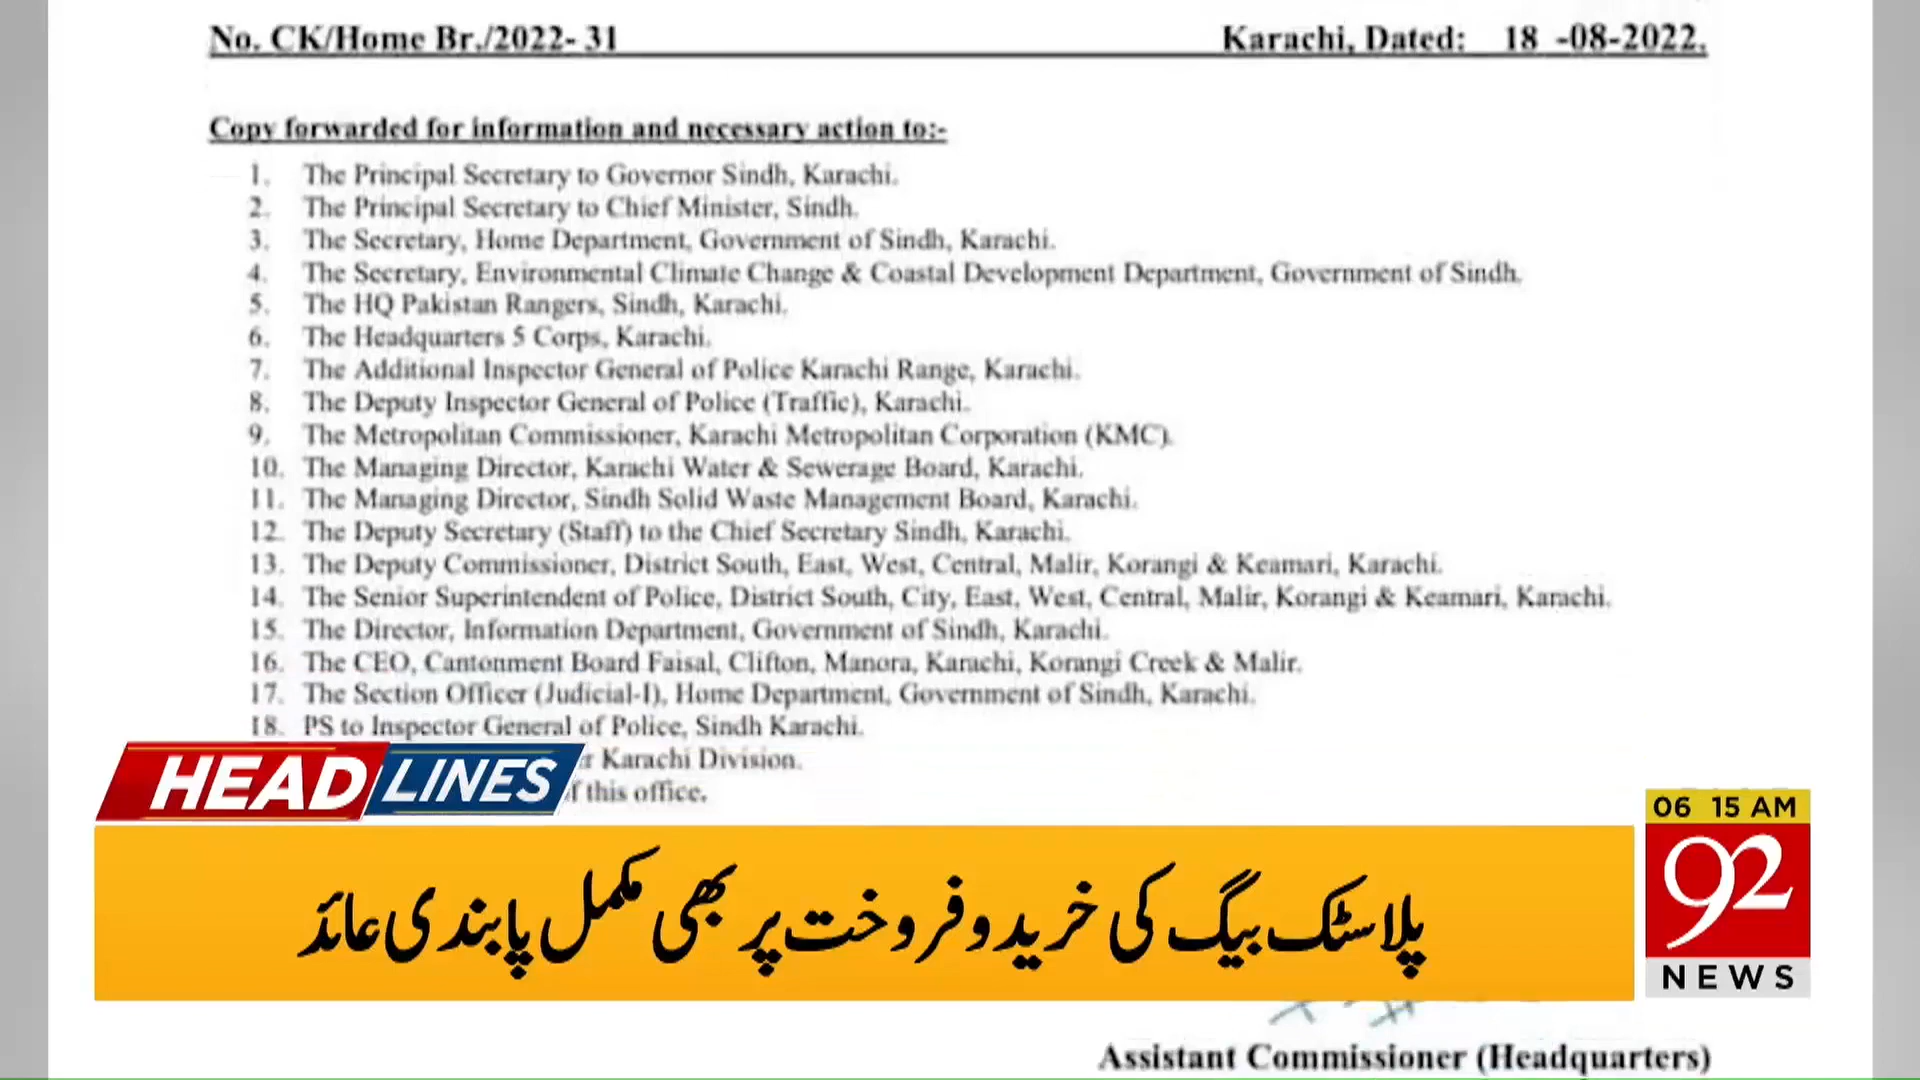 No. CK/Home Br./2022- 31 Karachi, Dated: 18 -08-2022.
Copy forwarded for information and necessary action to:-
1. The Principal Secretary to Governor Sindh, Karachi.
2. The Principal Secretary to Chief Minister, Sindh.
3. The Secretary, Home Department, Government of Sindh, Karachi.
4. The Secretary, Environmental Climate Change & Coastal Development Department, Government of Sindh.
5. The HQ Pakistan Rangers, Sindh, Karachi.
6. The Headquarters 5 Corps, Karachi.
7. The Additional Inspector General of Police Karachi Range, Karachi.
8. The Deputy Inspector General of Police (Traffic), Karachi.
9. The Metropolitan Commissioner, Karachi Metropolitan Corporation (KMC).
10. The Managing Director, Karachi Water & Sewerage Board, Karachi.
11. The Managing Director, Sindh Solid Waste Management Board, Karachi.
12. The Deputy Secretary (Staff) to the Chief Secretary Sindh, Karachi.
13. The Deputy Commissioner, District South, East, West, Central, Malir, Korangi & Keamari, Karachi.
14. The Senior Superintendent of Police, District South, City, East, West, Central, Malir, Korangi & Keamari, Karachi.
15. The Director, Information Department, Government of Sindh, Karachi.
16. The CEO, Cantonment Board Faisal, Clifton, Manora, Karachi, Korangi Creek & Malir.
17. The Section Officer (Judicial-I), Home Department, Government of Sindh, Karachi.
18. PS to Inspector General of Police, Sindh Karachi.
Karachi Division.
this office.
HEADLINES
06 15 AM
92
NEWS
پلاسٹک بیگ کی خرید و فروخت پر بھی مکمل پابندی عائد
Assistant Commissioner (Headquarters)